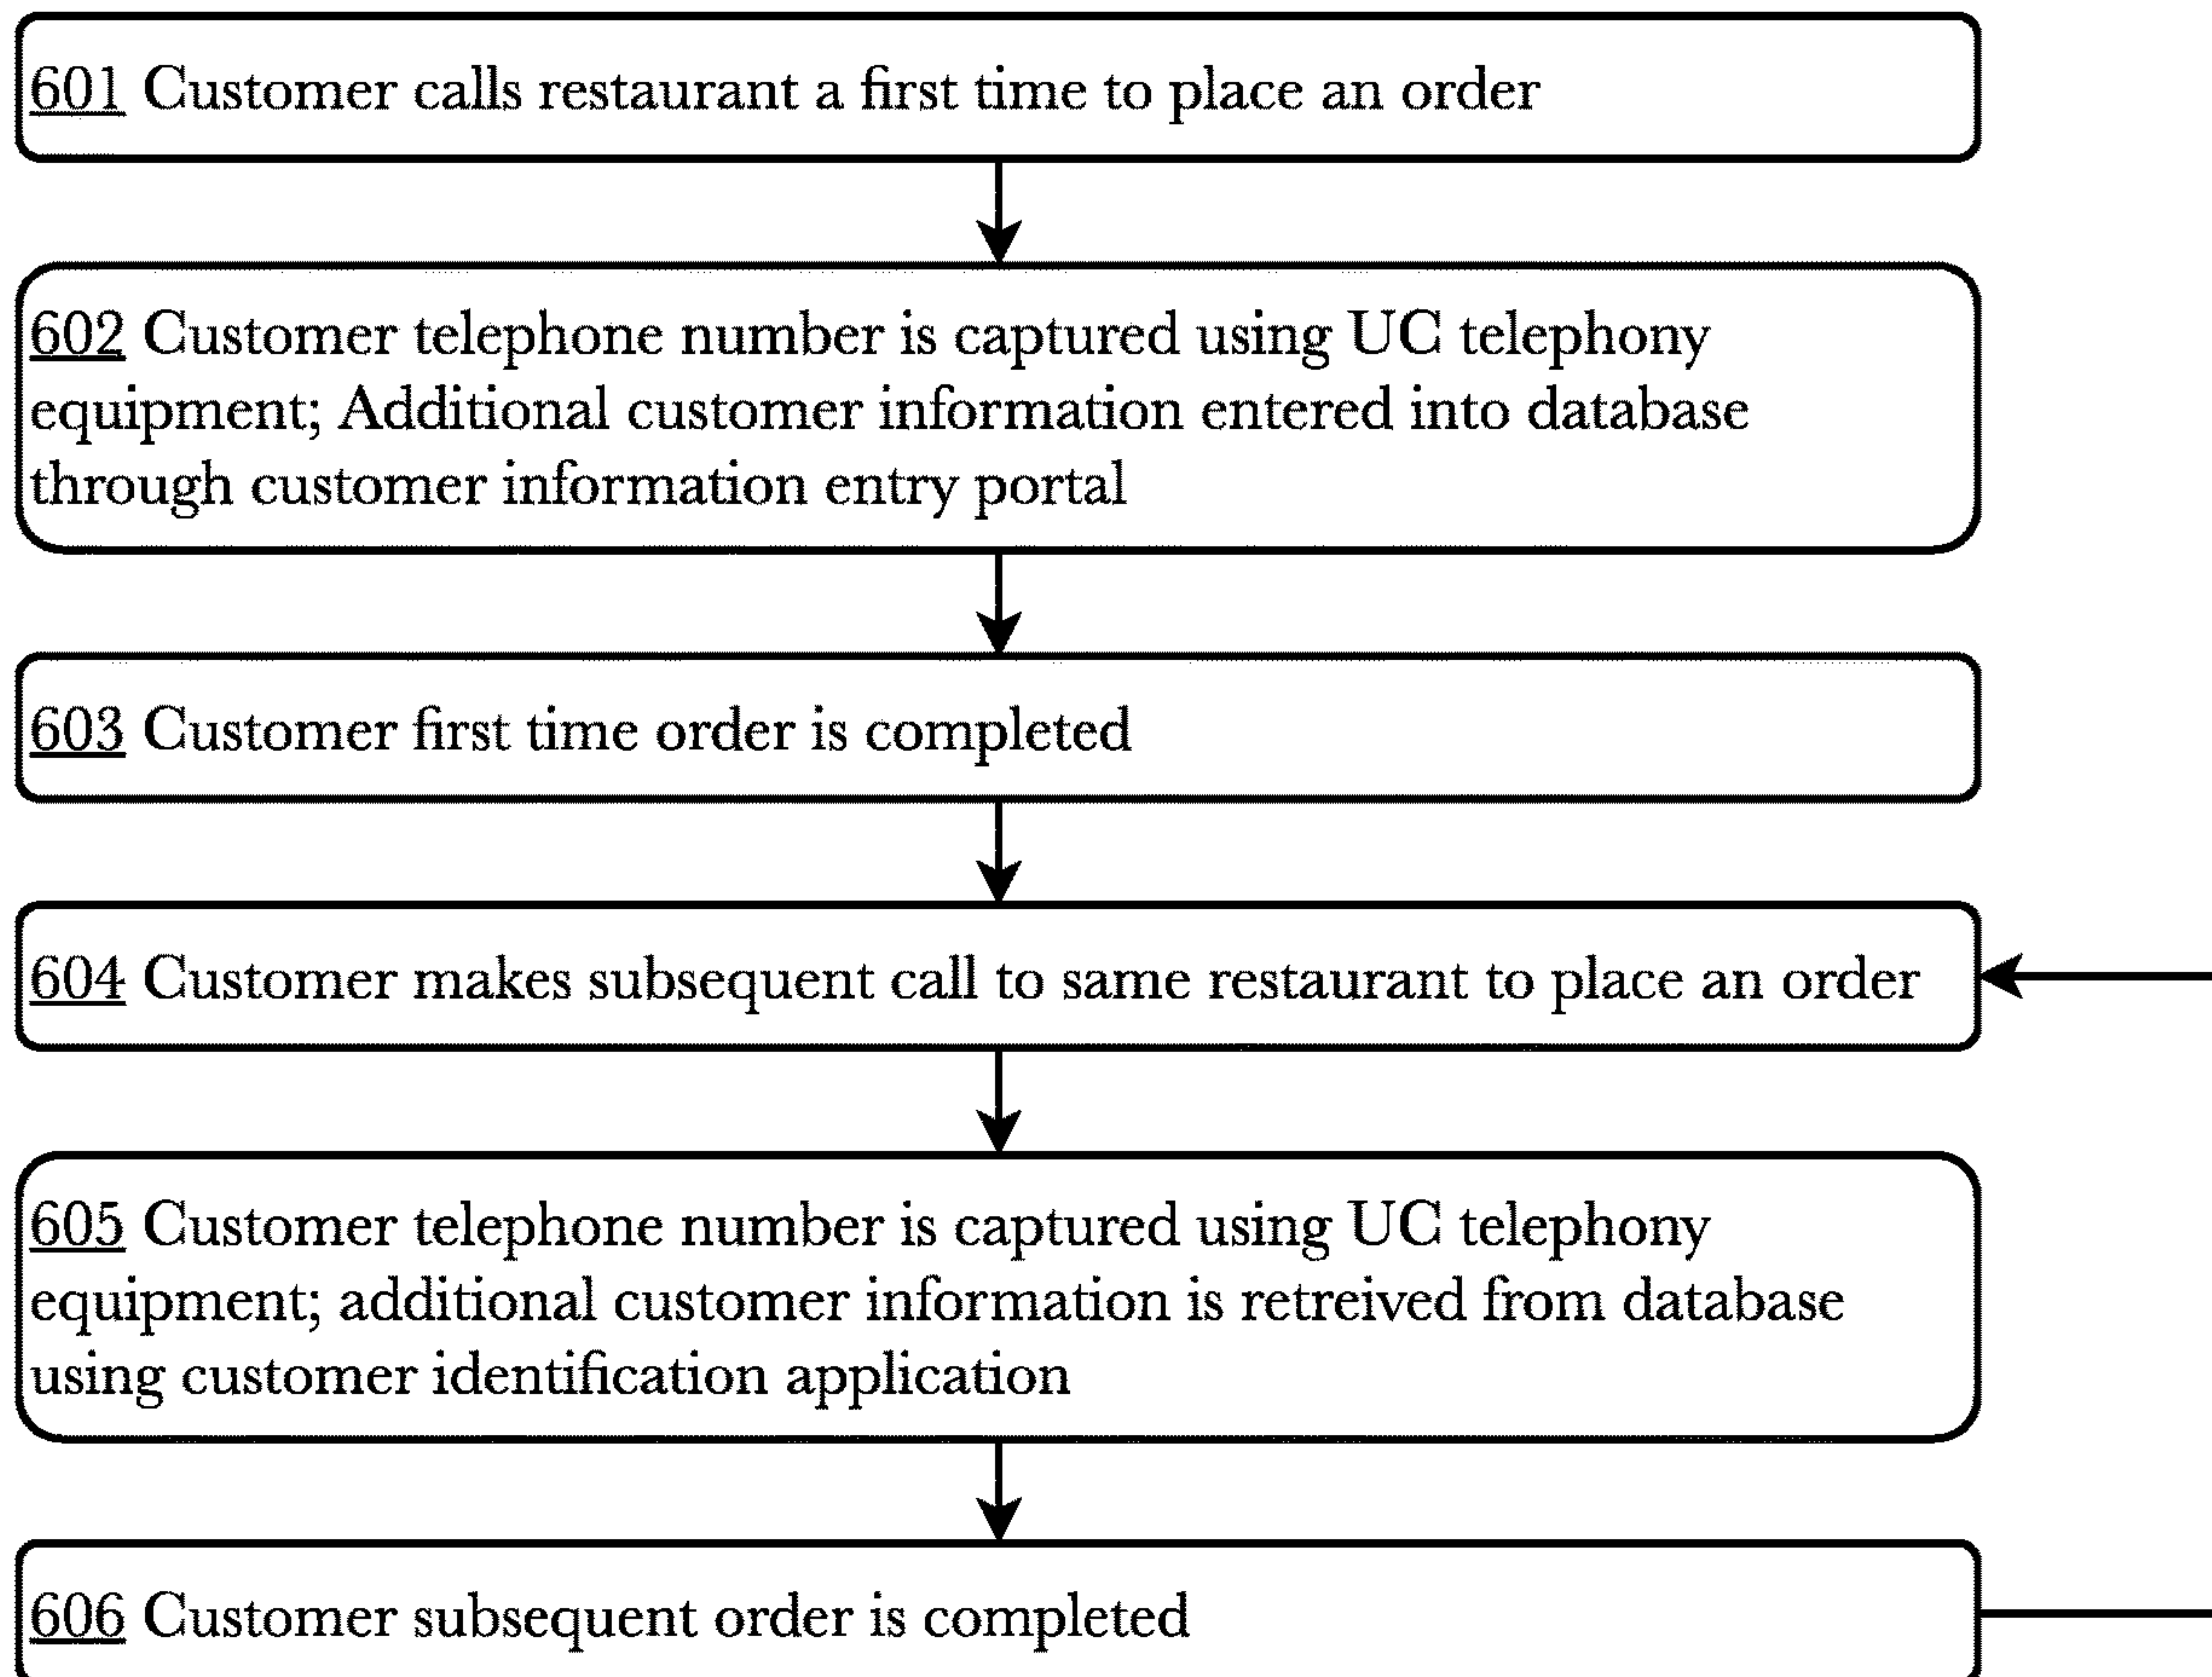 601 Customer calls restaurant a first time to place an order
602 Customer telephone number is captured using UC telephony
equipment; Additional customer information entered into database
through customer information entry portal
603 Customer first time order is completed
604 Customer makes subsequent call to same restaurant to place an order
605 Customer telephone number is captured using UC telephony
equipment; additional customer information is retreived from database
using customer identification application
606 Customer subsequent order is completed